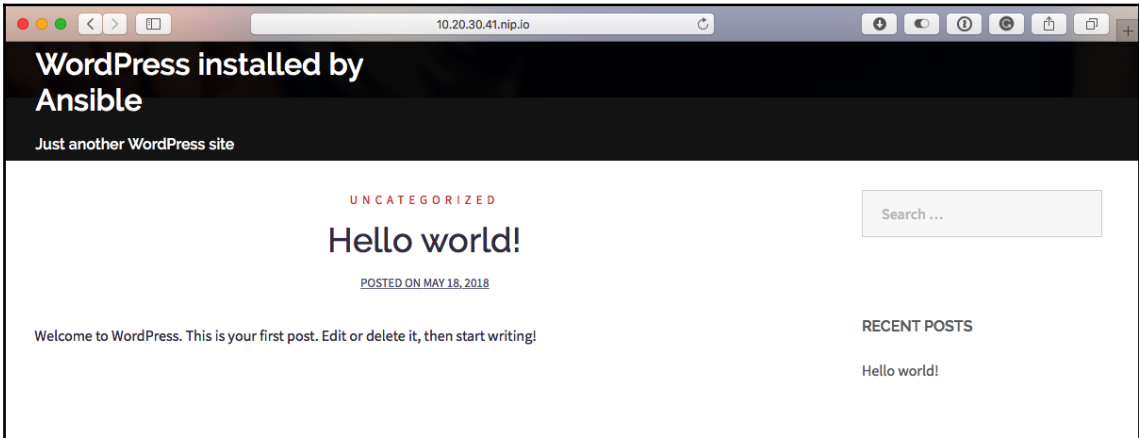 10.20.30.41.nip.io
WordPress installed by
Ansible
Just another WordPress site
UNCATEGORIZED
Hello world!
POSTED ON MAY 18, 2018
Welcome to WordPress. This is your first post. Edit or delete it, then start writing!
Search ...
RECENT POSTS
Hello world!